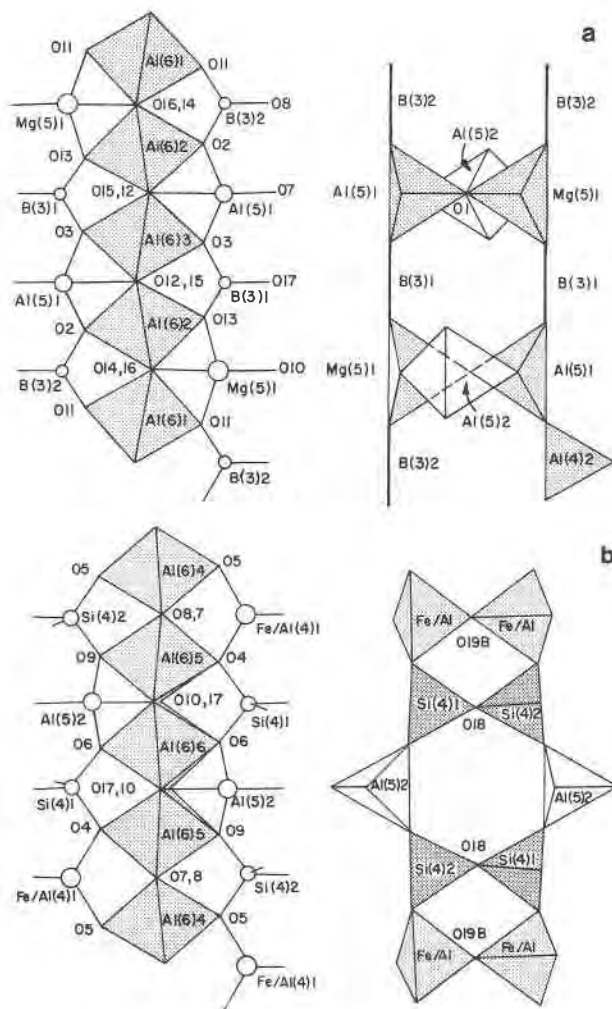 a
O11
Al(6)1
O11
Mg(5)1
O16,14
B(3)2
O8
Al(6)2
O13
O2
B(3)1
O15,12
Al(5)1
O7
O3
Al(6)3
O3
Al(5)1
O12,15
B(3)1
O17
O2
Al(6)2
O13
B(3)2
O14,16
Mg(5)1
O10
O11
Al(6)1
O11
B(3)2
B(3)2
B(3)2
Al(5)2
Al(5)1
O1
Mg(5)1
B(3)1
B(3)1
Mg(5)1
Al(5)2
Al(5)1
B(3)2
Al(4)2
b
O5
Al(6)4
O5
Si(4)2
O8,7
Fe/Al(4)1
O9
Al(6)5
O4
Al(5)2
O10,17
Si(4)1
O6
Al(6)6
O6
Si(4)1
O17,10
Al(5)2
O4
Al(6)5
O9
Fe/Al(4)1
O7,8
Si(4)2
O5
Al(6)4
O5
Fe/Al(4)1
Fe/Al
Fe/Al
O19B
Si(4)1
Si(4)2
O18
Al(5)2
Al(5)2
O18
Si(4)2
Si(4)1
O19B
Fe/Al
Fe/Al